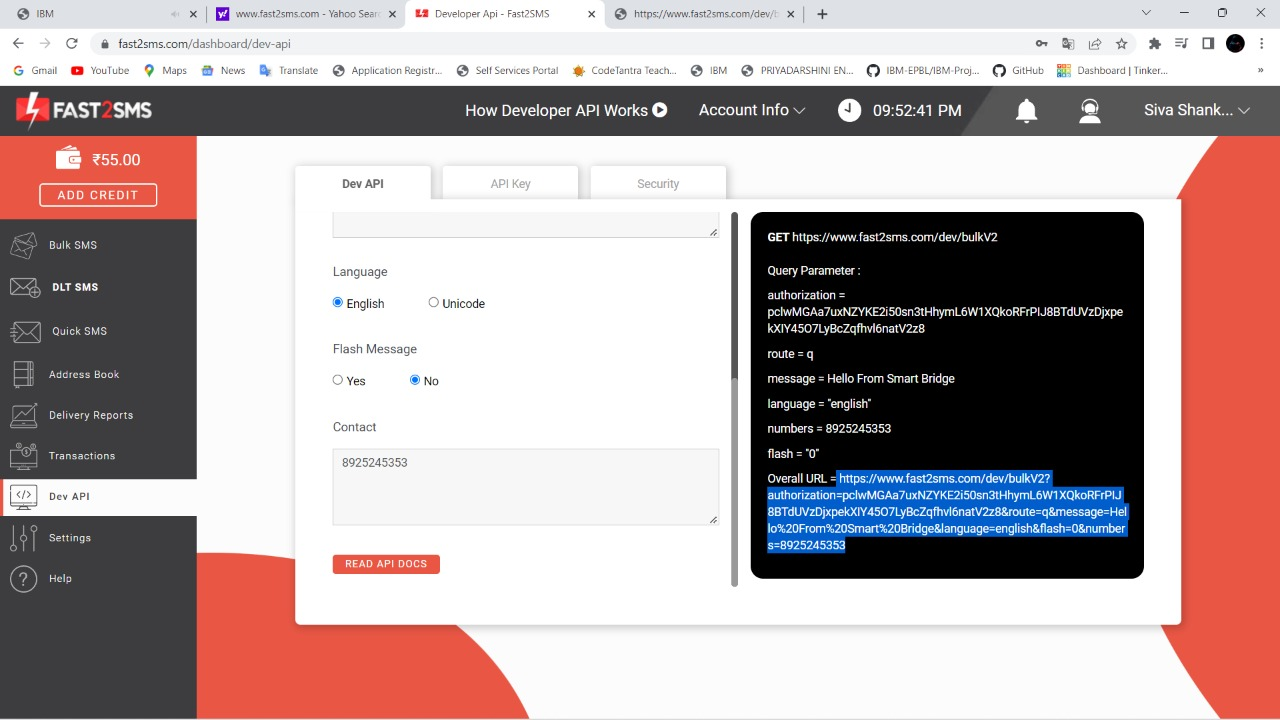 IBM
www.fast2sms.com - Yahoo Sear
Developer Api - Fast2SMS
https://www.fast2sms.com/dev/b
fast2sms.com/dashboard/dev-api
Gmail
YouTube
Maps
News
Translate
Application Registr...
Self Services Portal
CodeTantra Teach...
IBM
PRIYADARSHINI EN...
IBM-EPBL/IBM-Proj...
GitHub
Dashboard | Tinker...
FAST2SMS
How Developer API Works
Account Info
09:52:41 PM
Siva Shank...
₹55.00
ADD CREDIT
Bulk SMS
DLT SMS
Quick SMS
Address Book
Delivery Reports
Transactions
Dev API
Settings
Help
Dev API
API Key
Security
Language
English
Unicode
Flash Message
Yes
No
Contact
8925245353
READ API DOCS
GET https://www.fast2sms.com/dev/bulkV2
Query Parameter :
authorization =
pclwMGAa7uxNZYKE2i50sn3tHhymL6W1XQkoRFrPIJ8BTdUVzDjxpe
kXIY45O7LyBcZqfhvl6natV2z8
route = q
message = Hello From Smart Bridge
language = "english"
numbers = 8925245353
flash = "0"
Overall URL = https://www.fast2sms.com/dev/bulkV2?
authorization=pclwMGAa7uxNZYKE2i50sn3tHhymL6W1XQkoRFrPIJ
8BTdUVzDjxpekXIY45O7LyBcZqfhvl6natV2z8&route=q&message=Hel
lo%20From%20Smart%20Bridge&language=english&flash=0&number
s=8925245353